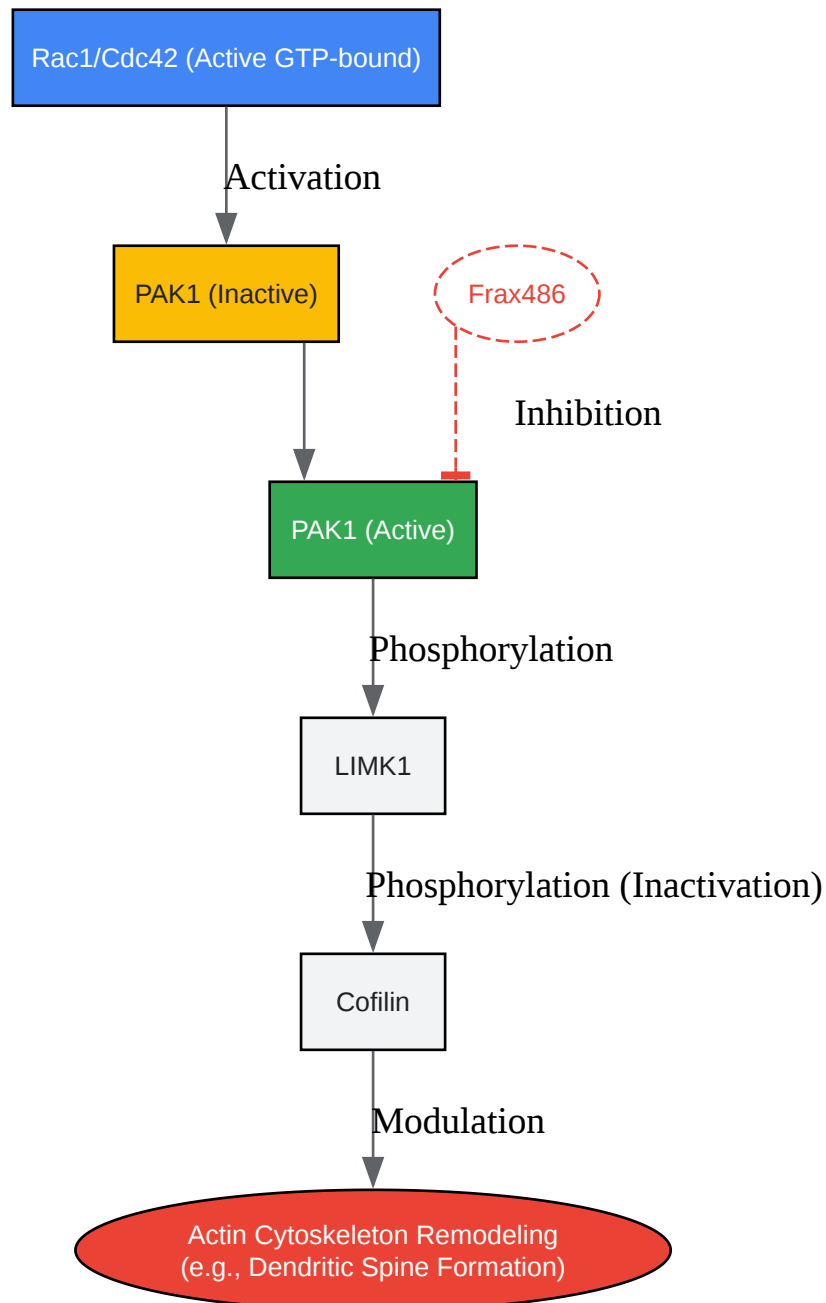 Rac1/Cdc42 (Active GTP-bound)
Activation
PAK1 (Inactive)
Frax486
Inhibition
PAK1 (Active)
Phosphorylation
LIMK1
Phosphorylation (Inactivation)
Cofilin
Modulation
Actin Cytoskeleton Remodeling
(e.g., Dendritic Spine Formation)